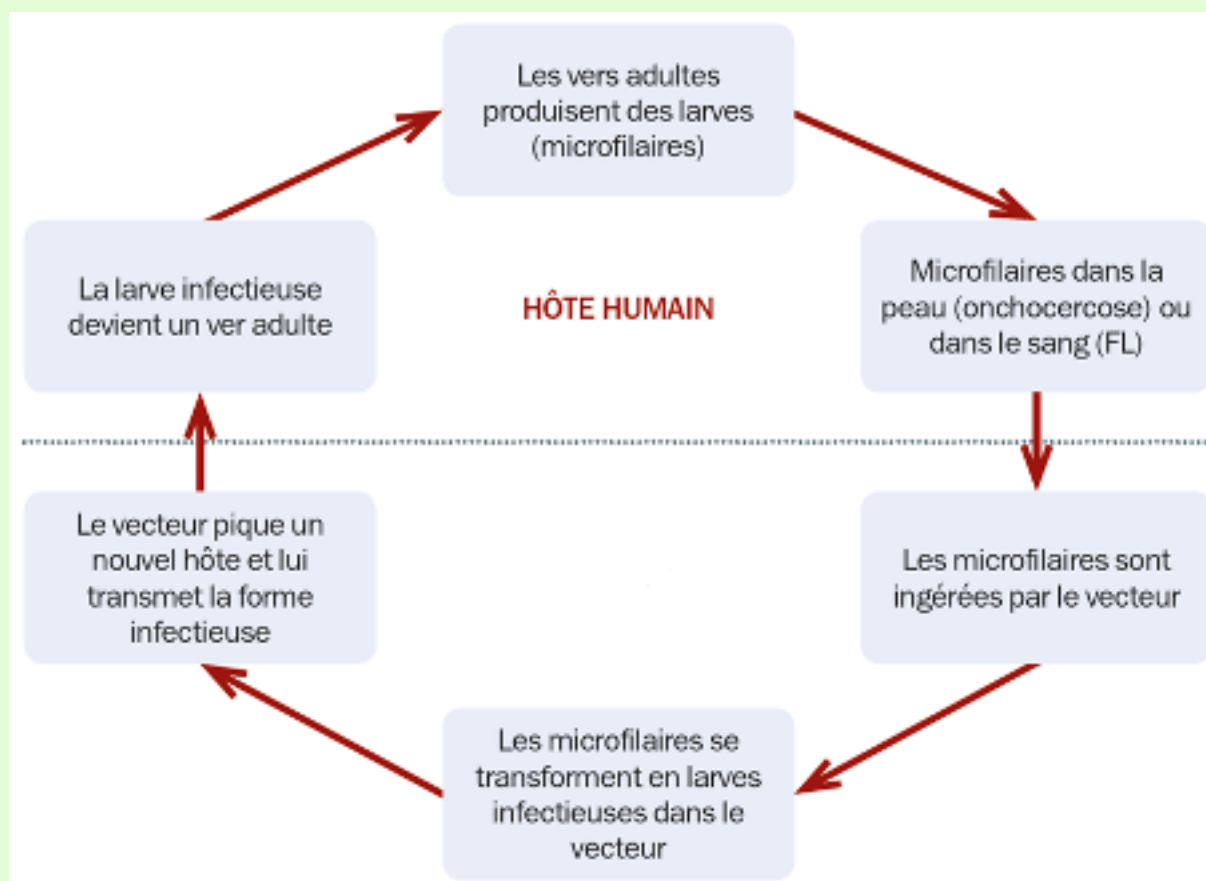 Les vers adultes
produisent des larves
(microfilaires)
La larve infectieuse
devient un ver adulte
HÔTE HUMAIN
Microfilaires dans la
peau (onchocercose) ou
dans le sang (FL)
Le vecteur pique un
nouvel hôte et lui
transmet la forme
infectieuse
Les microfilaires sont
ingérées par le vecteur
Les microfilaires se
transforment en larves
infectieuses dans le
vecteur